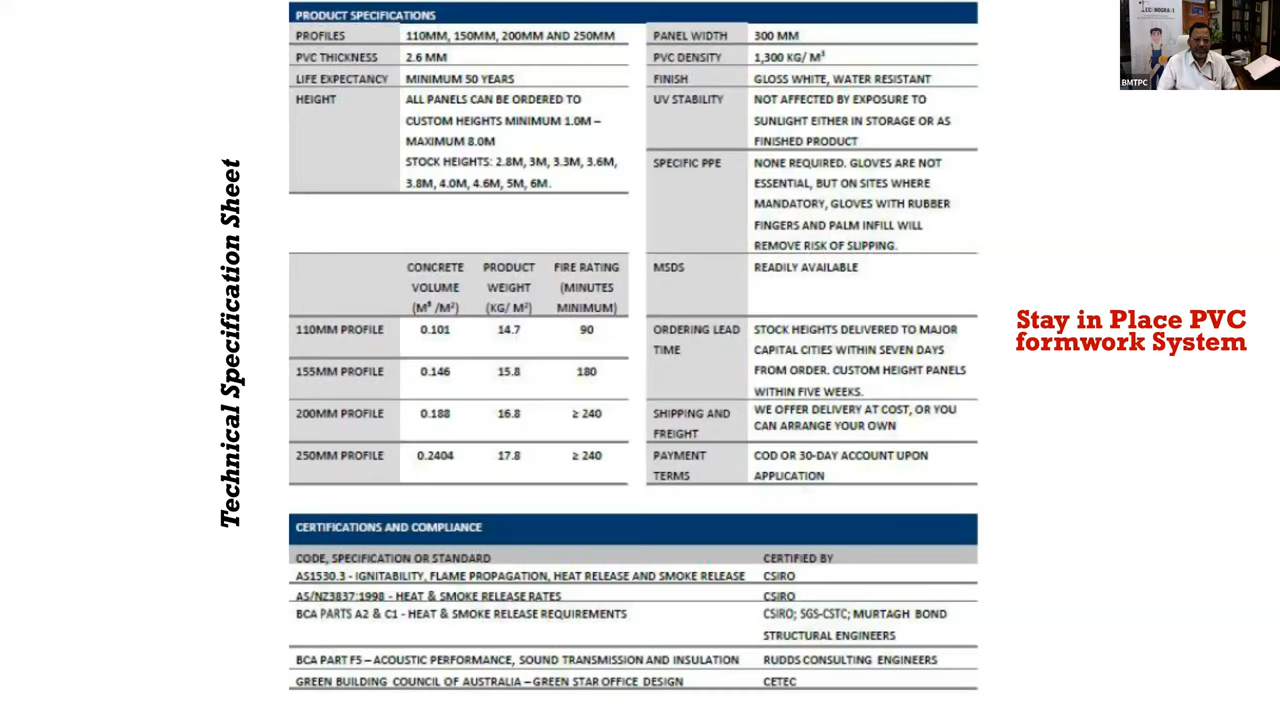 PRODUCT SPECIFICATIONS
PROFILES 110MM, 150MM, 200MM AND 250MM
PVC THICKNESS 2.6 MM
LIFE EXPECTANCY MINIMUM 50 YEARS
HEIGHT ALL PANELS CAN BE ORDERED TO
CUSTOM HEIGHTS MINIMUM 1.0M –
MAXIMUM 8.0M
STOCK HEIGHTS: 2.8M, 3M, 3.3M, 3.6M,
3.8M, 4.0M, 4.6M, 5M, 6M.
PANEL WIDTH 300 MM
PVC DENSITY 1,300 KG/ M³
FINISH GLOSS WHITE, WATER RESISTANT
UV STABILITY NOT AFFECTED BY EXPOSURE TO
SUNLIGHT EITHER IN STORAGE OR AS
FINISHED PRODUCT
SPECIFIC PPE NONE REQUIRED. GLOVES ARE NOT
ESSENTIAL, BUT ON SITES WHERE
MANDATORY, GLOVES WITH RUBBER
FINGERS AND PALM INFILL WILL
REMOVE RISK OF SLIPPING.
MSDS READILY AVAILABLE
ORDERING LEAD STOCK HEIGHTS DELIVERED TO MAJOR
TIME CAPITAL CITIES WITHIN SEVEN DAYS
FROM ORDER. CUSTOM HEIGHT PANELS
WITHIN FIVE WEEKS.
SHIPPING AND WE OFFER DELIVERY AT COST, OR YOU
FREIGHT CAN ARRANGE YOUR OWN
PAYMENT COD OR 30-DAY ACCOUNT UPON
TERMS APPLICATION
CONCRETE PRODUCT FIRE RATING
VOLUME WEIGHT (MINUTES
(M³ /M²) (KG/ M²) MINIMUM)
110MM PROFILE 0.101 14.7 90
155MM PROFILE 0.146 15.8 180
200MM PROFILE 0.188 16.8 ≥ 240
250MM PROFILE 0.2404 17.8 ≥ 240
CERTIFICATIONS AND COMPLIANCE
CODE, SPECIFICATION OR STANDARD CERTIFIED BY
AS1530.3 - IGNITABILITY, FLAME PROPAGATION, HEAT RELEASE AND SMOKE RELEASE CSIRO
AS/NZ3837:1998 - HEAT & SMOKE RELEASE RATES CSIRO
BCA PARTS A2 & C1 - HEAT & SMOKE RELEASE REQUIREMENTS CSIRO; SGS-CSTC; MURTAGH BOND
STRUCTURAL ENGINEERS
BCA PART F5 – ACOUSTIC PERFORMANCE, SOUND TRANSMISSION AND INSULATION RUDDS CONSULTING ENGINEERS
GREEN BUILDING COUNCIL OF AUSTRALIA – GREEN STAR OFFICE DESIGN CETEC
Technical Specification Sheet
Stay in Place PVC
formwork System
BMTPC